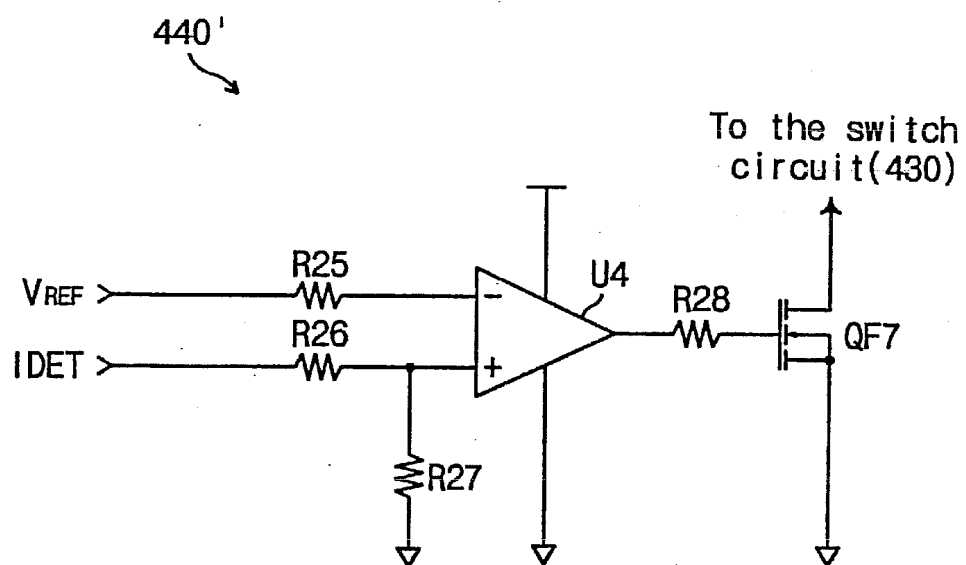 440'
To the switch
circuit(430)
R25
U4
VREF
-
R28
R26
QF7
IDET
+
R27